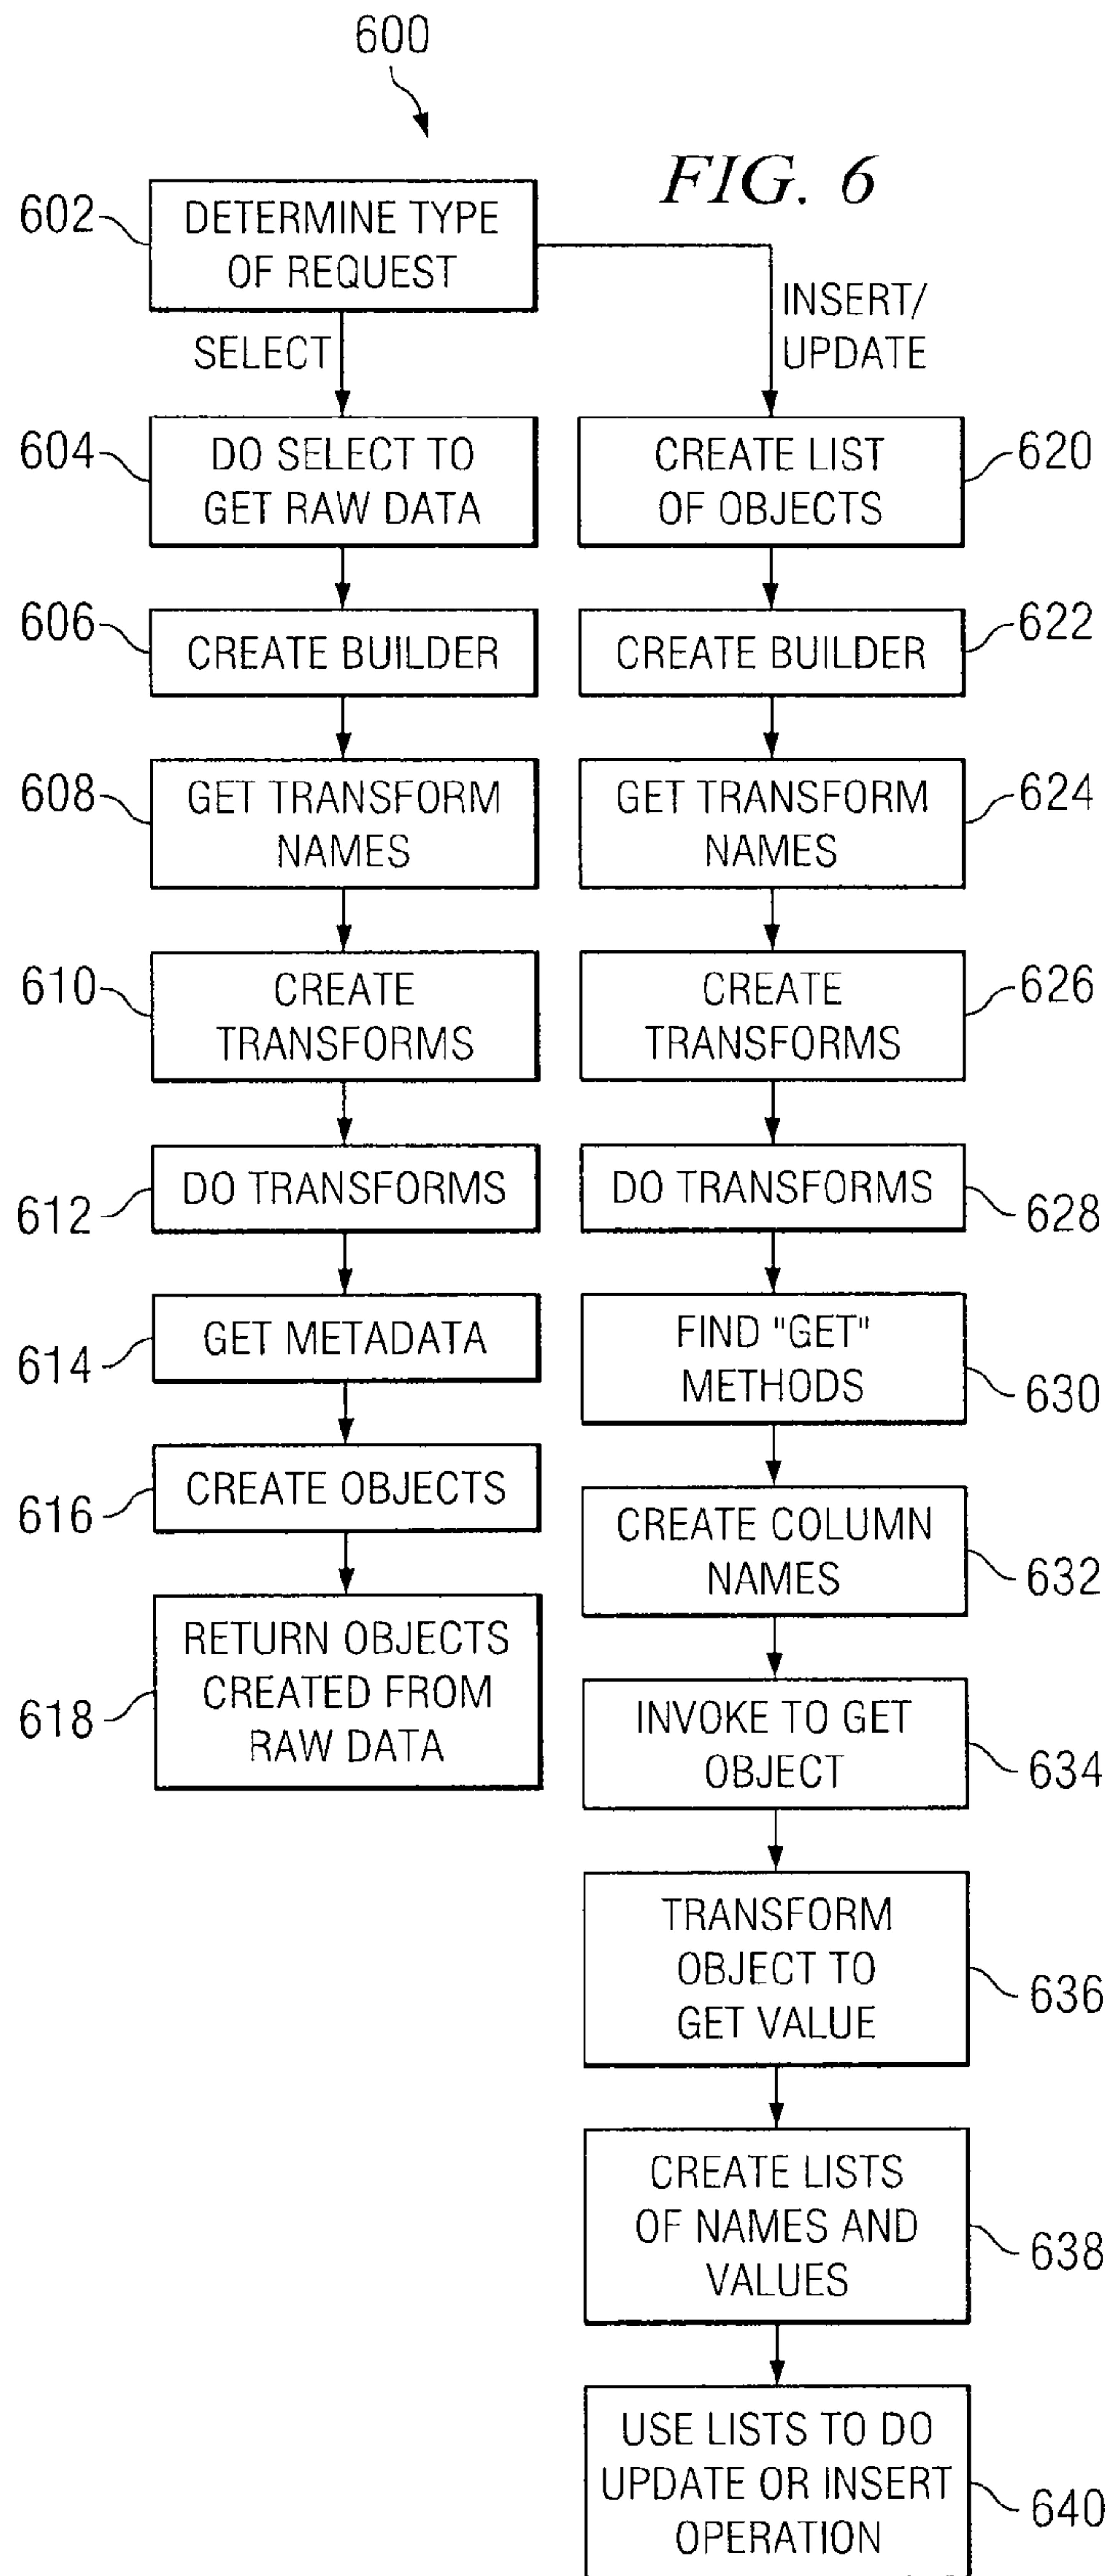 600
FIG. 6
602
DETERMINE TYPE
OF REQUEST
SELECT
INSERT/
UPDATE
604
DO SELECT TO
GET RAW DATA
606
CREATE BUILDER
608
GET TRANSFORM
NAMES
610
CREATE
TRANSFORMS
612
DO TRANSFORMS
614
GET METADATA
616
CREATE OBJECTS
618
RETURN OBJECTS
CREATED FROM
RAW DATA
CREATE LIST
OF OBJECTS
620
CREATE BUILDER
622
GET TRANSFORM
NAMES
624
CREATE
TRANSFORMS
626
DO TRANSFORMS
628
FIND "GET"
METHODS
630
CREATE COLUMN
NAMES
632
INVOKE TO GET
OBJECT
634
TRANSFORM
OBJECT TO
GET VALUE
636
CREATE LISTS
OF NAMES AND
VALUES
638
USE LISTS TO DO
UPDATE OR INSERT
OPERATION
640